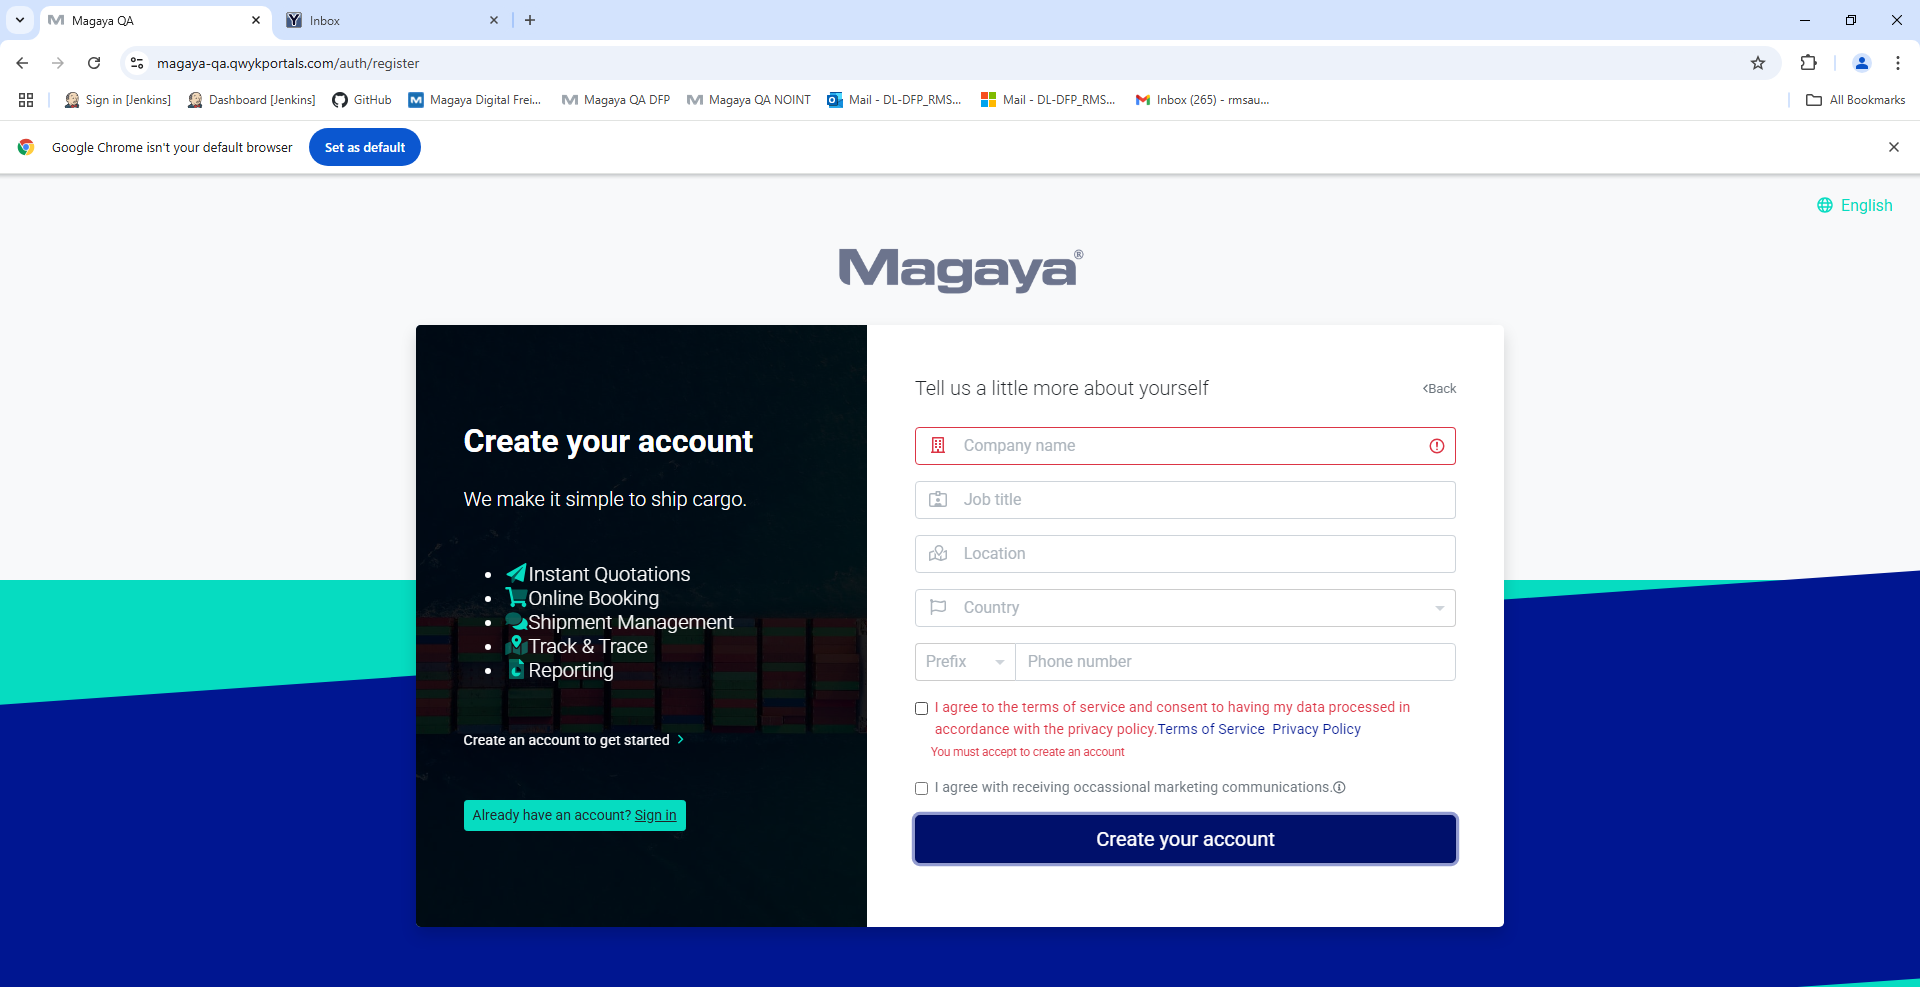 Magaya QA
Inbox
magaya-qa.qwykportals.com/auth/register
Sign in [Jenkins]
Dashboard [Jenkins]
GitHub
Magaya Digital Frei...
Magaya QA DFP
Magaya QA NOINT
Mail - DL-DFP_RMS...
Mail - DL-DFP_RMS...
Inbox (265) - rmsau...
All Bookmarks
Google Chrome isn't your default browser
Set as default
English
Magaya®
Create your account
We make it simple to ship cargo.
Instant Quotations
Online Booking
Shipment Management
Track & Trace
Reporting
Create an account to get started
Already have an account? Sign in
Tell us a little more about yourself
Back
Company name
Job title
Location
Country
Prefix
Phone number
I agree to the terms of service and consent to having my data processed in
accordance with the privacy policy.Terms of Service Privacy Policy
You must accept to create an account
I agree with receiving occassional marketing communications.
Create your account